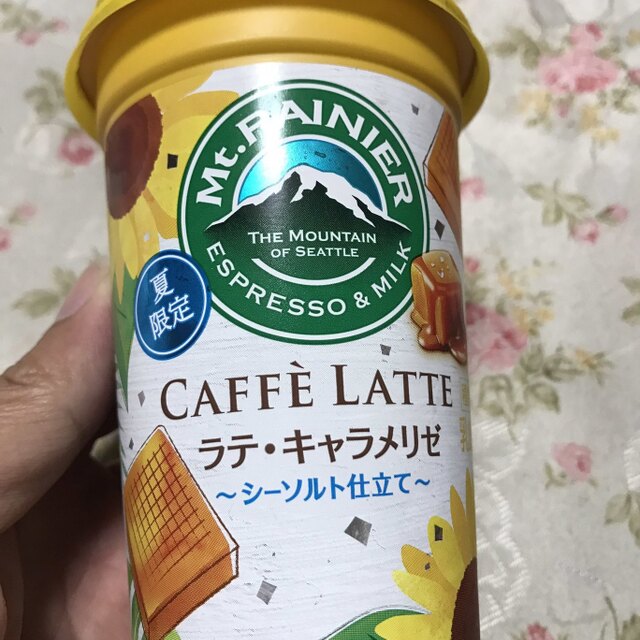 Mt. RAINIER
THE MOUNTAIN
OF SEATTLE
ESPRESSO & MILK
夏
限定
CAFFÈ LATTE
ラテ・キャラメリゼ
～シーソルト仕立て～